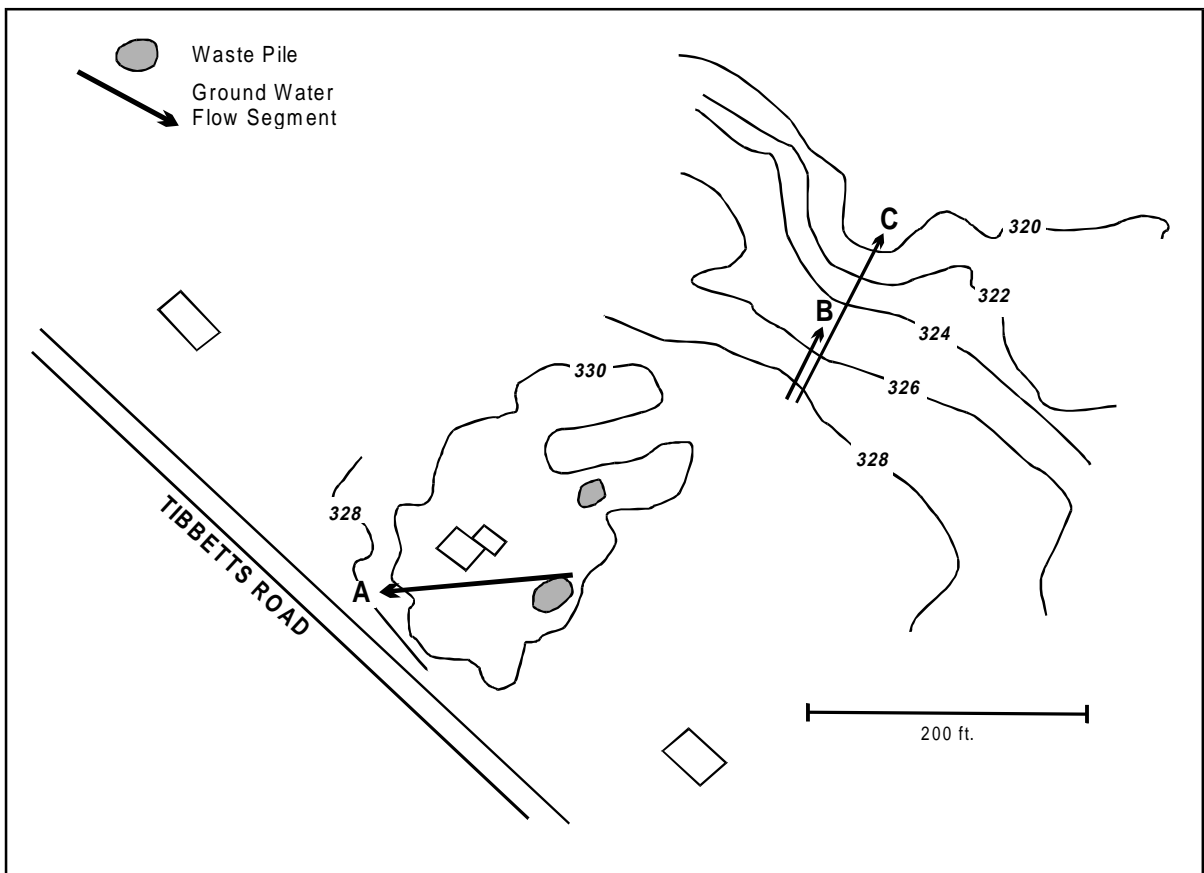 Waste Pile
Ground Water
Flow Segment
C
320
322
B
324
330
326
328
328
A
TIBBETTS ROAD
200 ft.